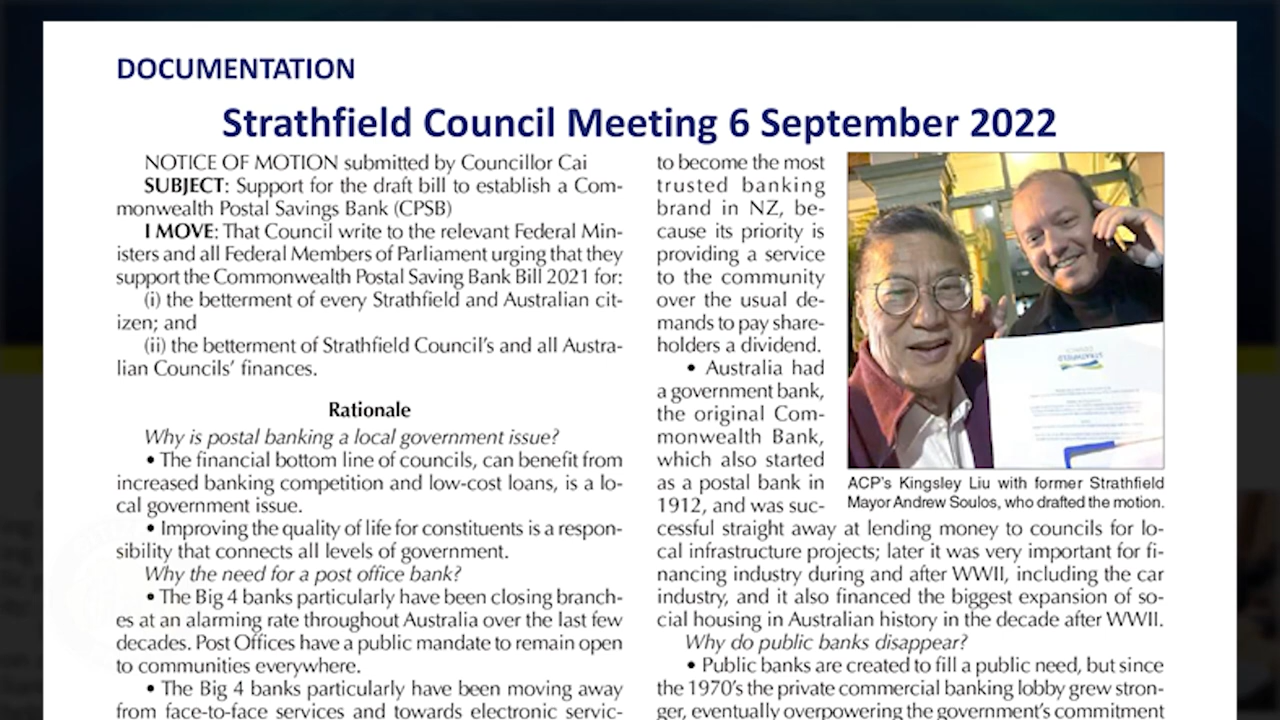 DOCUMENTATION
Strathfield Council Meeting 6 September 2022
NOTICE OF MOTION submitted by Councillor Cai
SUBJECT: Support for the draft bill to establish a Com-
monwealth Postal Savings Bank (CPSB)
I MOVE: That Council write to the relevant Federal Min-
isters and all Federal Members of Parliament urging that they
support the Commonwealth Postal Saving Bank Bill 2021 for:
(i) the betterment of every Strathfield and Australian cit-
izen; and
(ii) the betterment of Strathfield Council's and all Austra-
lian Councils' finances.
Rationale
Why is postal banking a local government issue?
• The financial bottom line of councils, can benefit from
increased banking competition and low-cost loans, is a lo-
cal government issue.
• Improving the quality of life for constituents is a respon-
sibility that connects all levels of government.
Why the need for a post office bank?
• The Big 4 banks particularly have been closing branch-
es at an alarming rate throughout Australia over the last few
decades. Post Offices have a public mandate to remain open
to communities everywhere.
• The Big 4 banks particularly have been moving away
from face-to-face services and towards electronic servic-
to become the most
trusted banking
brand in NZ, be-
cause its priority is
providing a service
to the community
over the usual de-
mands to pay share-
holders a dividend.
• Australia had
a government bank,
the original Com-
monwealth Bank,
which also started
as a postal bank in
1912, and was suc-
cessful straight away at lending money to councils for lo-
cal infrastructure projects; later it was very important for fi-
nancing industry during and after WWII, including the car
industry, and it also financed the biggest expansion of so-
cial housing in Australian history in the decade after WWII.
Why do public banks disappear?
• Public banks are created to fill a public need, but since
the 1970's the private commercial banking lobby grew stron-
ger, eventually overpowering the government's commitment
STRATHFIELD
ACP's Kingsley Liu with former Strathfield
Mayor Andrew Soulos, who drafted the motion.